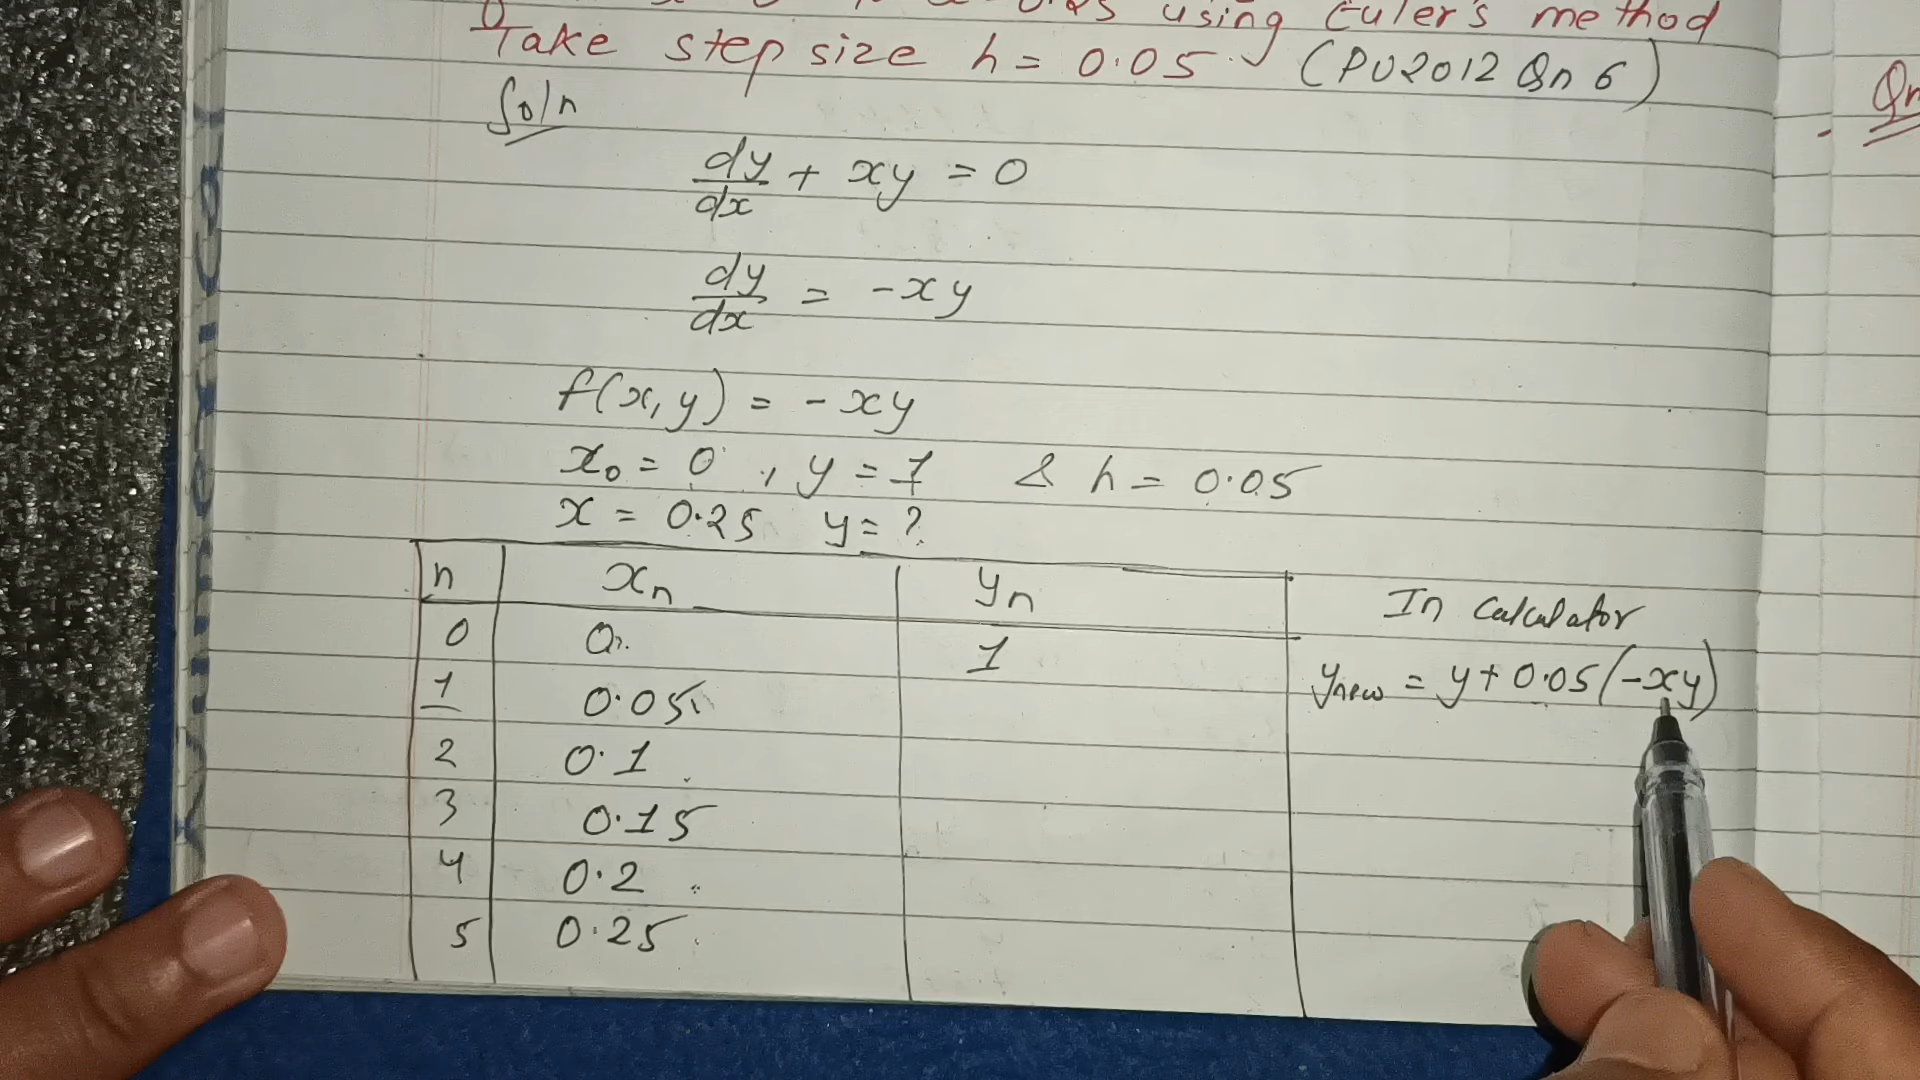 using Euler's method
Take step size h = 0.05. (PU2012 Qn 6)
Soln
dy/dx + xy = 0
dy/dx = -xy
f(x,y) = -xy
x₀ = 0, y = 1 & h = 0.05
x = 0.25 y = ?
n xₙ yₙ In Calculator
0 0 1 ynew = y + 0.05(-xy)
1 0.05
2 0.1
3 0.15
4 0.2
5 0.25
Qn